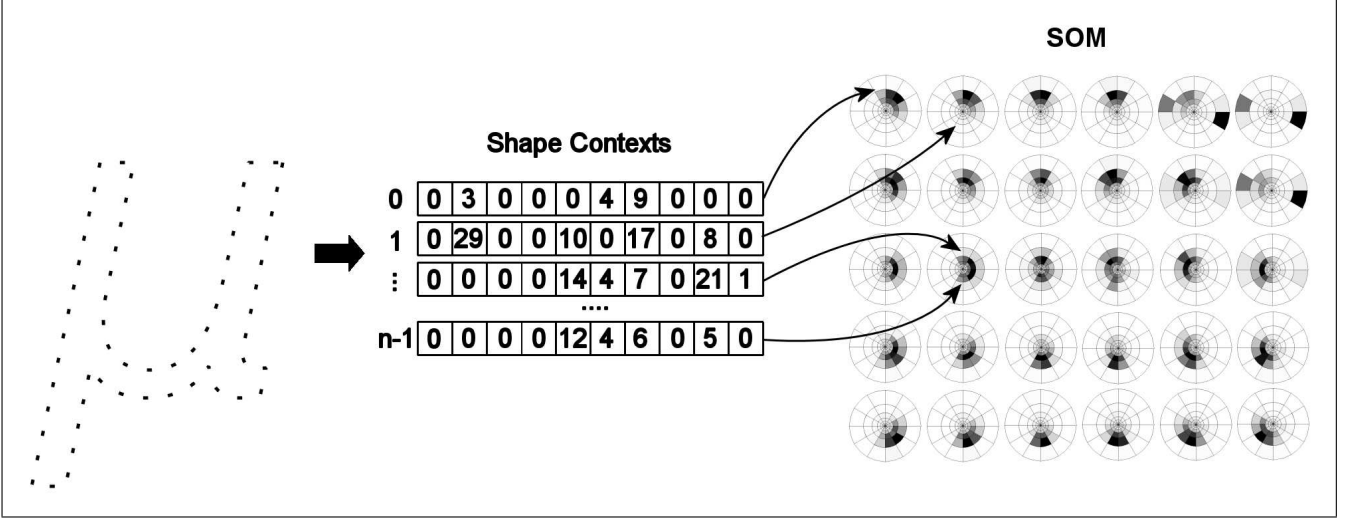 SOM
Shape Contexts
0 0 3 0 0 0 4 9 0 0 0
1 0 29 0 0 10 0 17 0 8 0
⋮ 0 0 0 0 14 4 7 0 21 1
....
n-1 0 0 0 0 12 4 6 0 5 0
μ